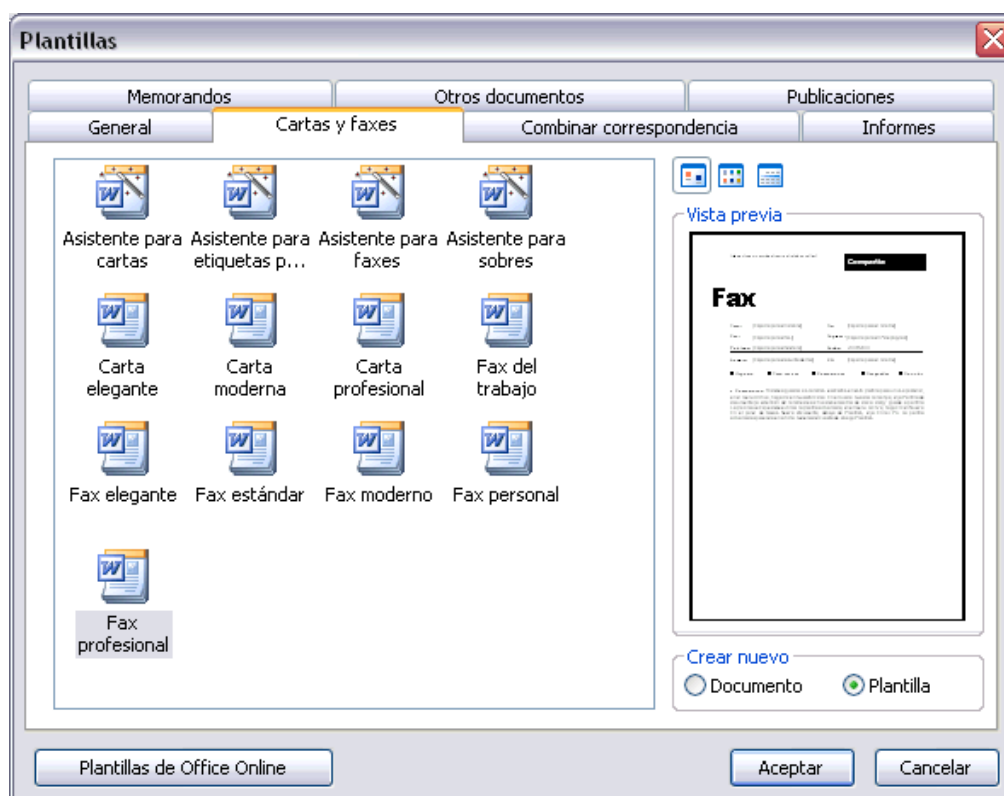 Plantillas
Memorandos Otros documentos Publicaciones
General Cartas y faxes Combinar correspondencia Informes
Asistente para cartas
Asistente para etiquetas p...
Asistente para faxes
Asistente para sobres
Carta elegante
Carta moderna
Carta profesional
Fax del trabajo
Fax elegante Fax estándar Fax moderno Fax personal
Fax profesional
Vista previa
Compañía
Fax
Crear nuevo
Documento Plantilla
Plantillas de Office Online Aceptar Cancelar